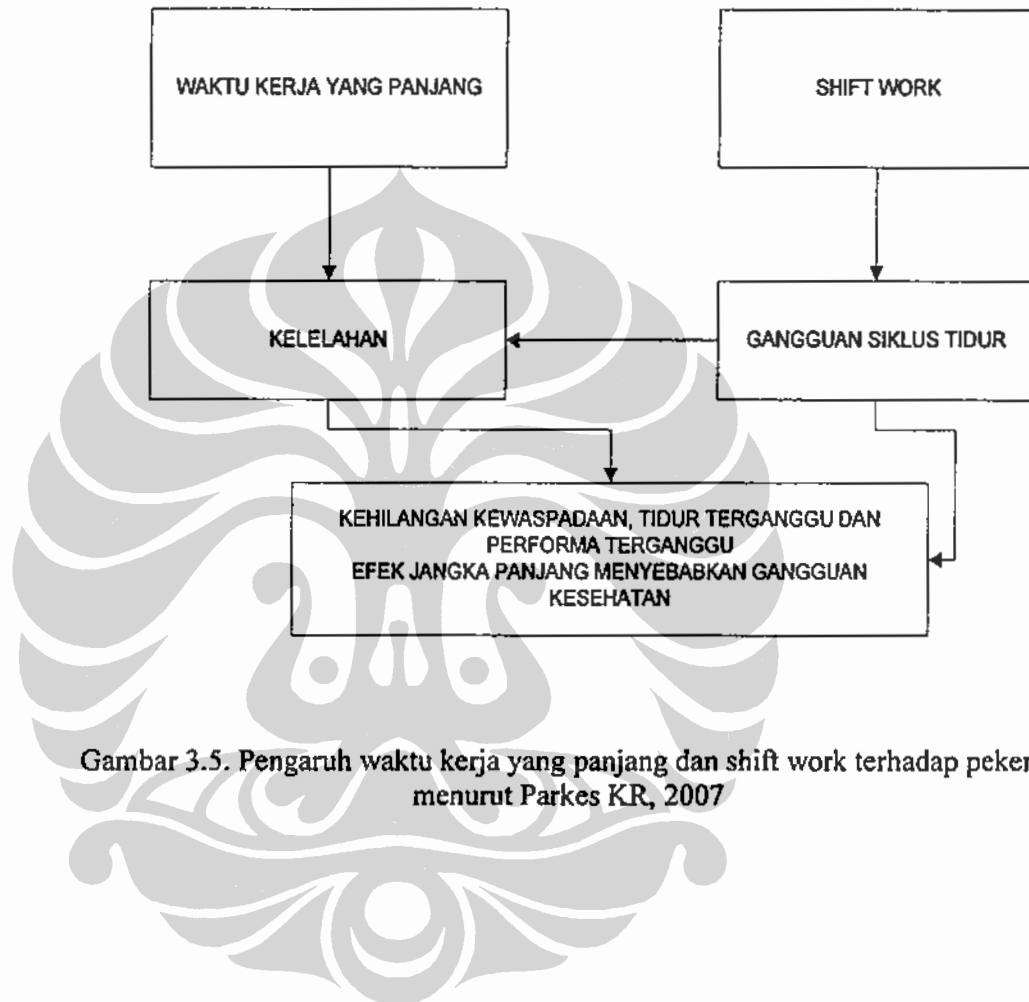 WAKTU KERJA YANG PANJANG
SHIFT WORK
KELELAHAN
GANGGUAN SIKLUS TIDUR
KEHILANGAN KEWASPADAAN, TIDUR TERGANGGU DAN
PERFORMA TERGANGGU
EFEK JANGKA PANJANG MENYEBABKAN GANGGUAN
KESEHATAN
Gambar 3.5. Pengaruh waktu kerja yang panjang dan shift work terhadap peker
menurut Parkes KR, 2007